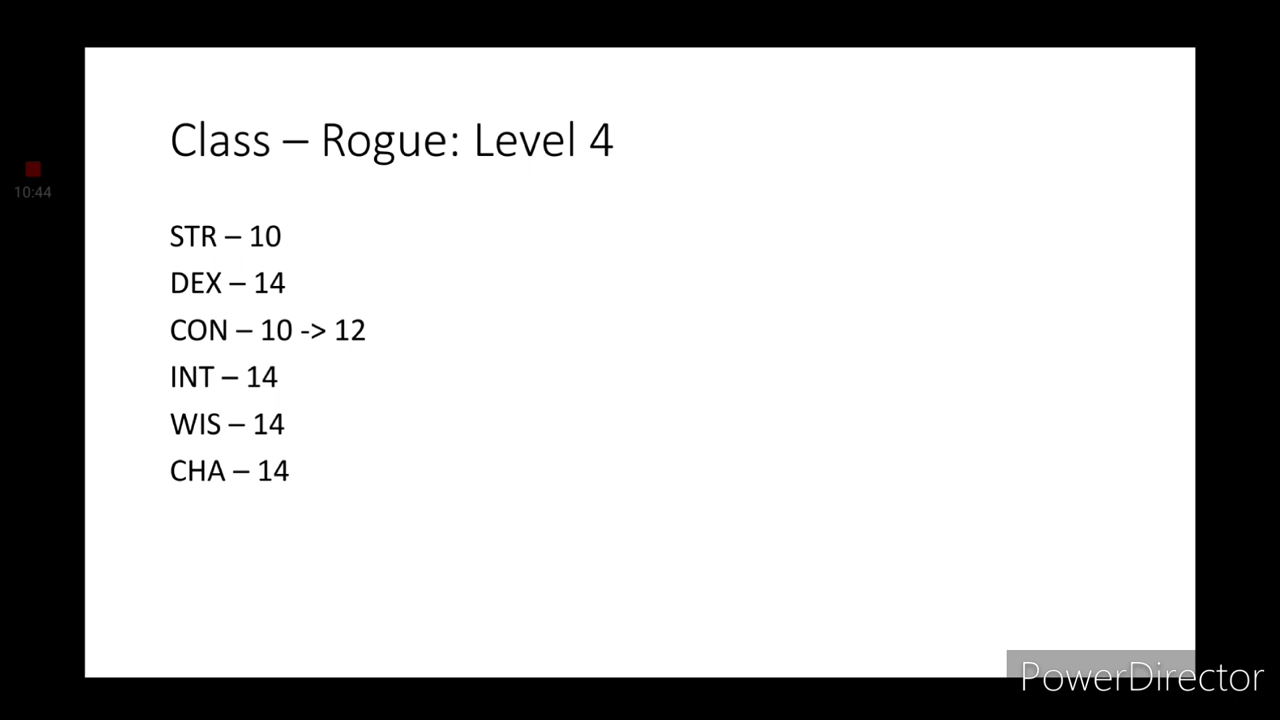 Class – Rogue: Level 4
10:44
STR – 10
DEX – 14
CON – 10 -> 12
INT – 14
WIS – 14
CHA – 14
PowerDirector